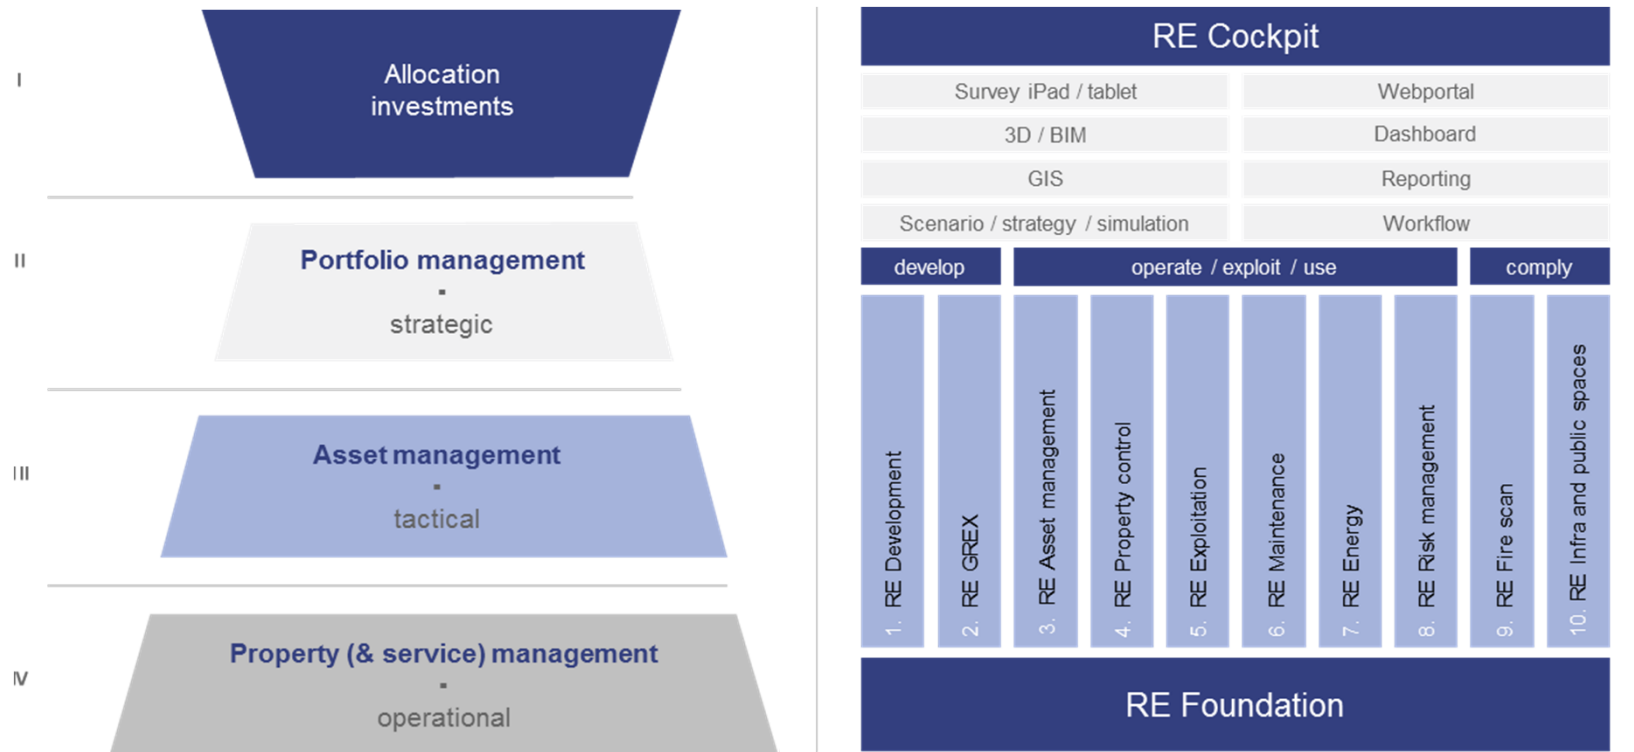 I
Allocation
investments
II
Portfolio management
strategic
III
Asset management
tactical
IV
Property (& service) management
operational
RE Cockpit
Survey iPad / tablet
Webportal
3D / BIM
Dashboard
GIS
Reporting
Scenario / strategy / simulation
Workflow
develop
operate / exploit / use
comply
1. RE Development
2. RE GREX
3. RE Asset management
4. RE Property control
5. RE Exploitation
6. RE Maintenance
7. RE Energy
8. RE Risk management
9. RE Fire scan
10. RE Infra and public spaces
RE Foundation